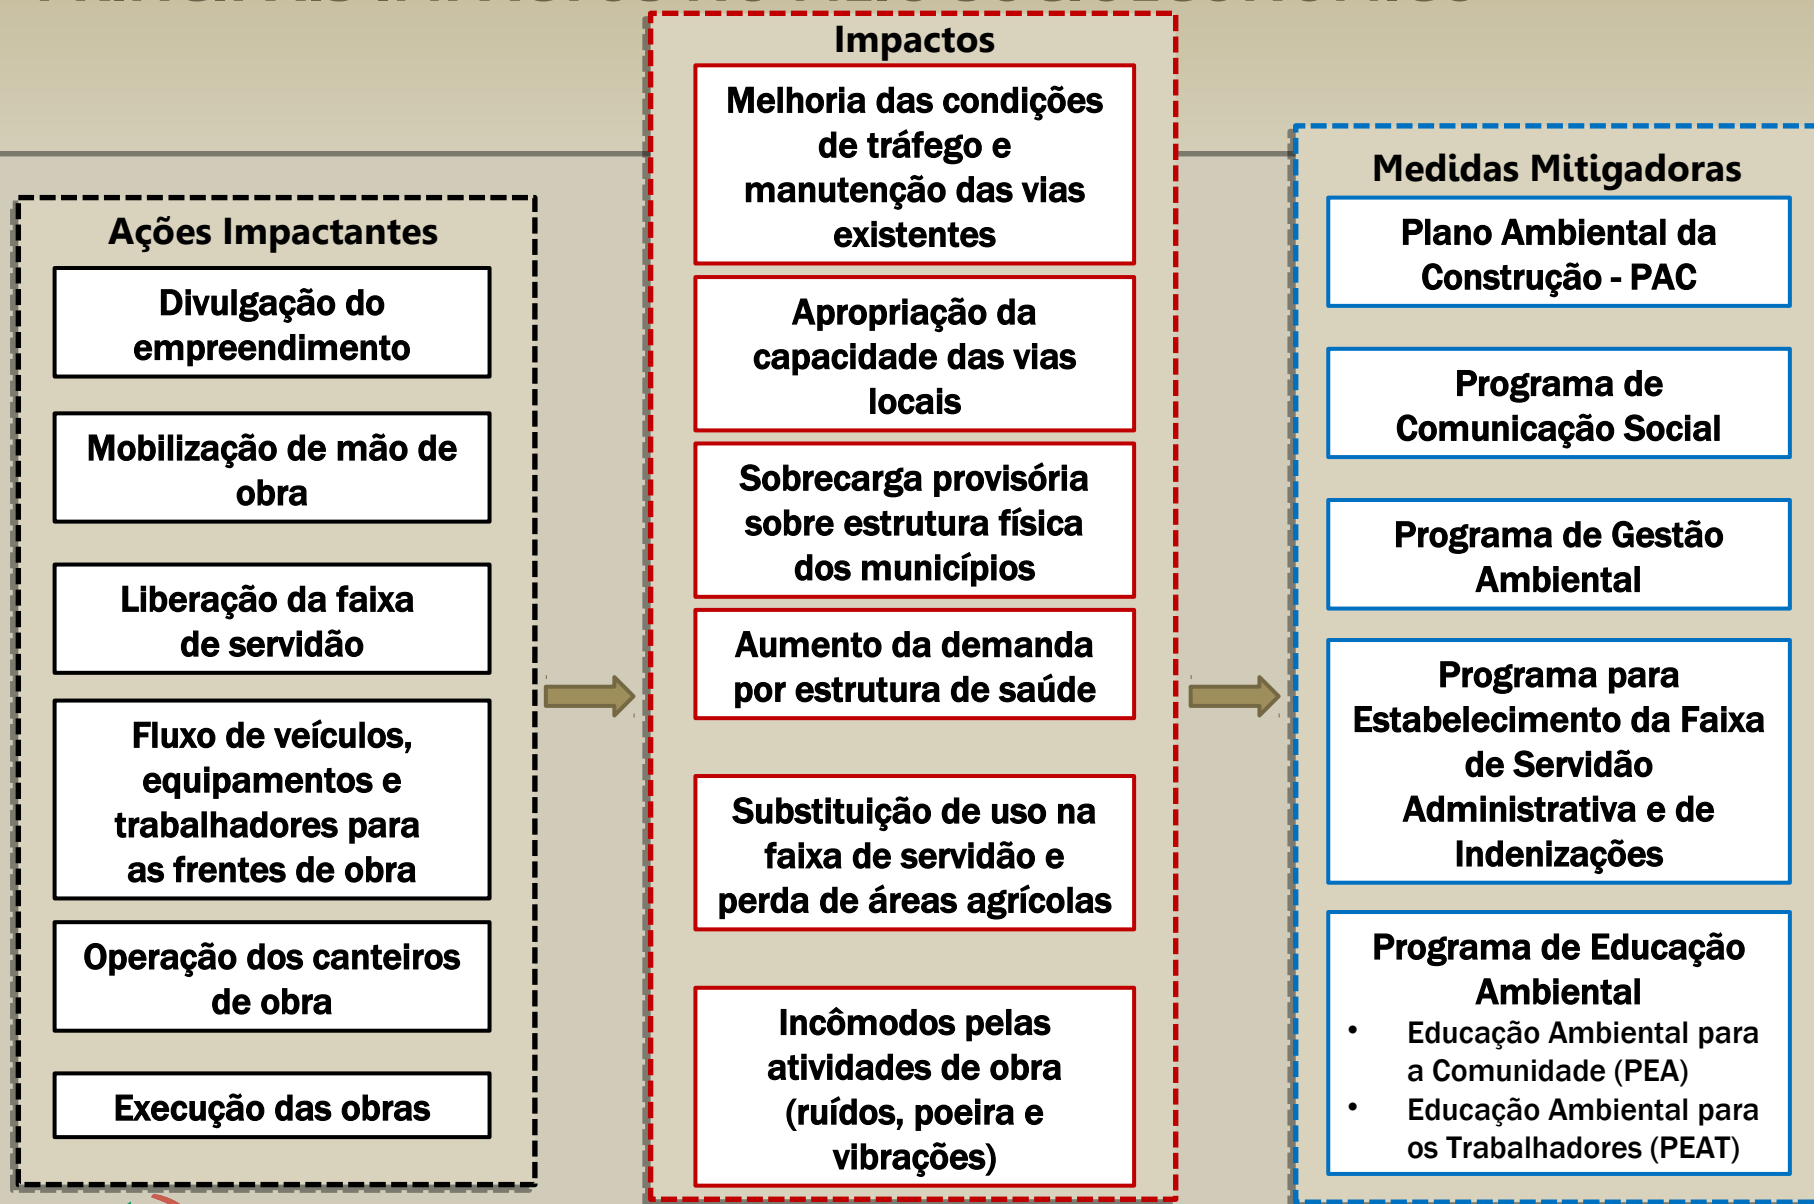 Ações Impactantes
Divulgação do
empreendimento
Mobilização de mão de
obra
Liberação da faixa
de servidão
Fluxo de veículos,
equipamentos e
trabalhadores para
as frentes de obra
Operação dos canteiros
de obra
Execução das obras
Impactos
Melhoria das condições
de tráfego e
manutenção das vias
existentes
Apropriação da
capacidade das vias
locais
Sobrecarga provisória
sobre estrutura física
dos municípios
Aumento da demanda
por estrutura de saúde
Substituição de uso na
faixa de servidão e
perda de áreas agrícolas
Incômodos pelas
atividades de obra
(ruídos, poeira e
vibrações)
Medidas Mitigadoras
Plano Ambiental da
Construção - PAC
Programa de
Comunicação Social
Programa de Gestão
Ambiental
Programa para
Estabelecimento da Faixa
de Servidão
Administrativa e de
Indenizações
Programa de Educação
Ambiental
• Educação Ambiental para
a Comunidade (PEA)
• Educação Ambiental para
os Trabalhadores (PEAT)